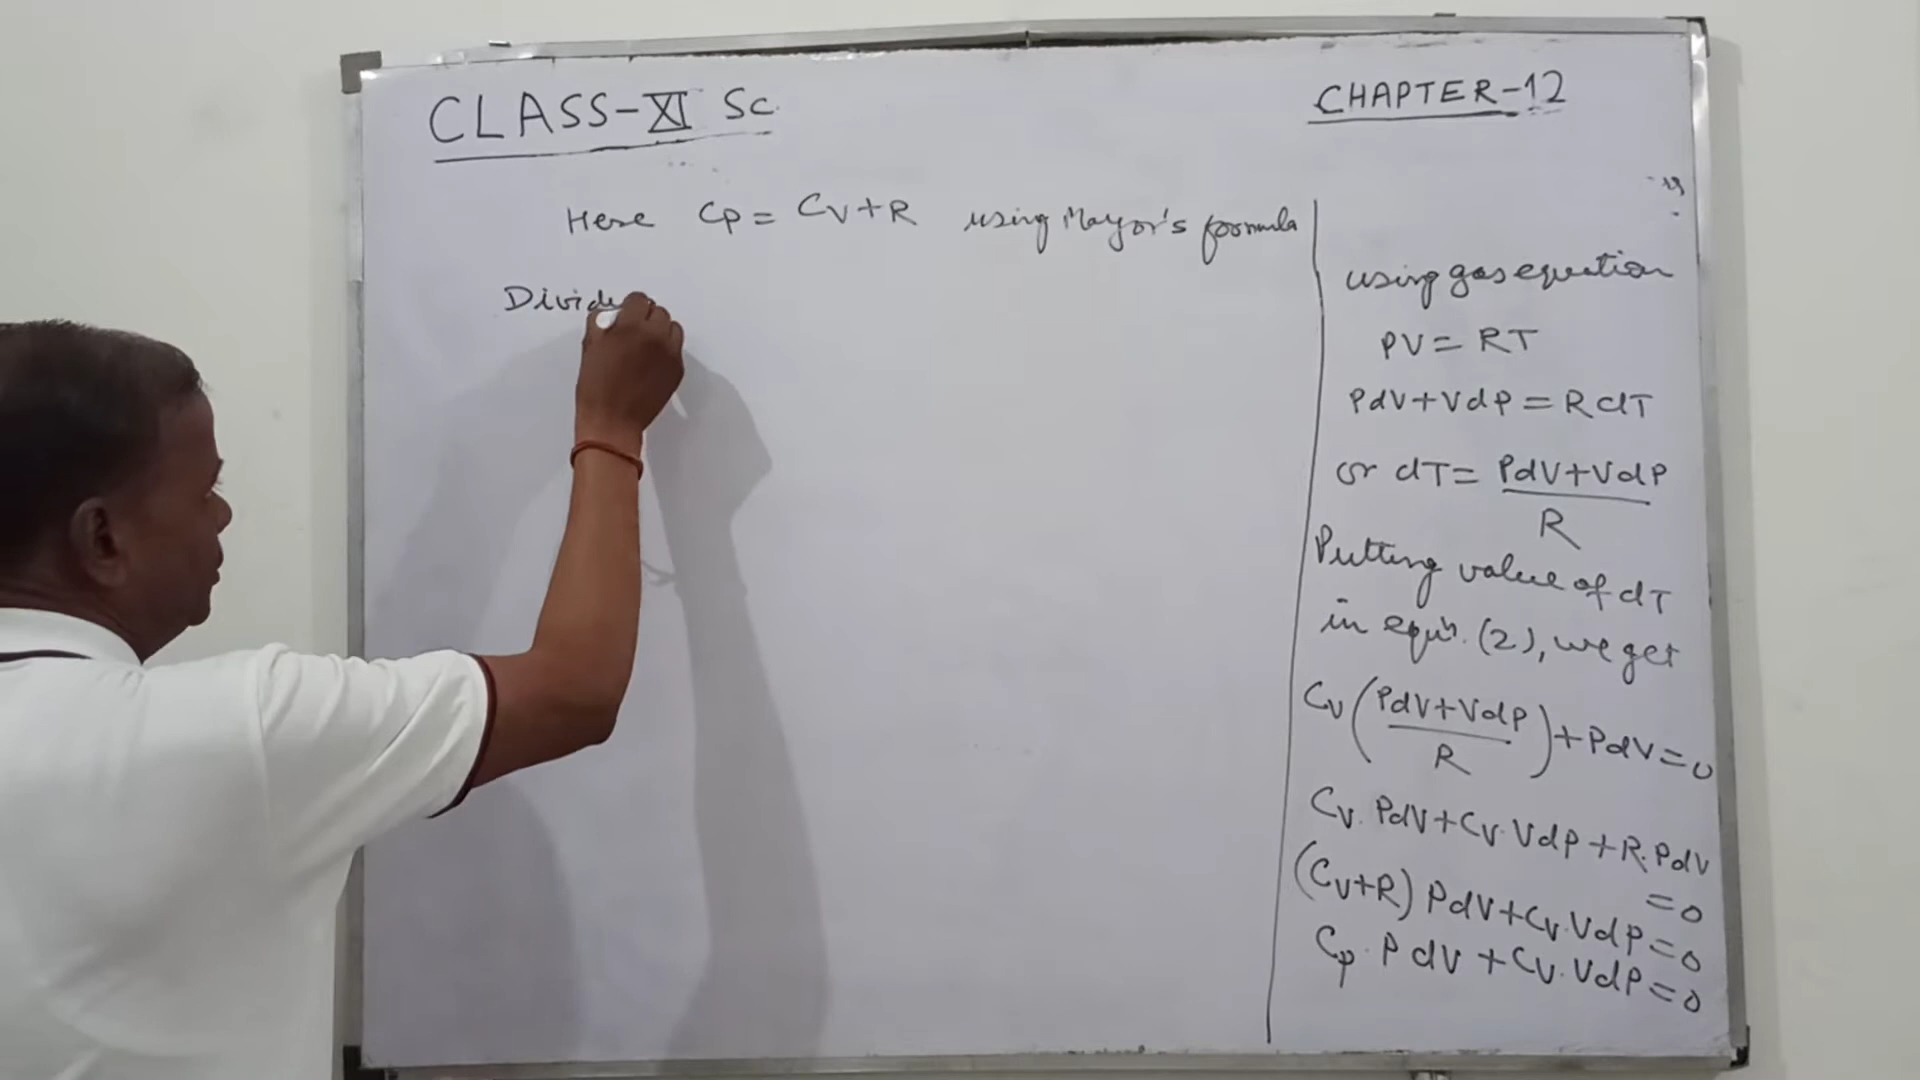 CLASS-XI Sc.
CHAPTER-12
Here Cp = Cv+R using Mayor's formula
Divide
using gas equation
PV = RT
PdV+VdP = RdT
or dT = PdV+VdP
R
Putting value of dT
in equn. (2), we get
Cv (PdV+VdP / R) + PdV = 0
Cv. PdV+Cv. VdP+R. PdV
= 0
(Cv+R) PdV+Cv. VdP = 0
Cp. PdV + Cv. VdP = 0